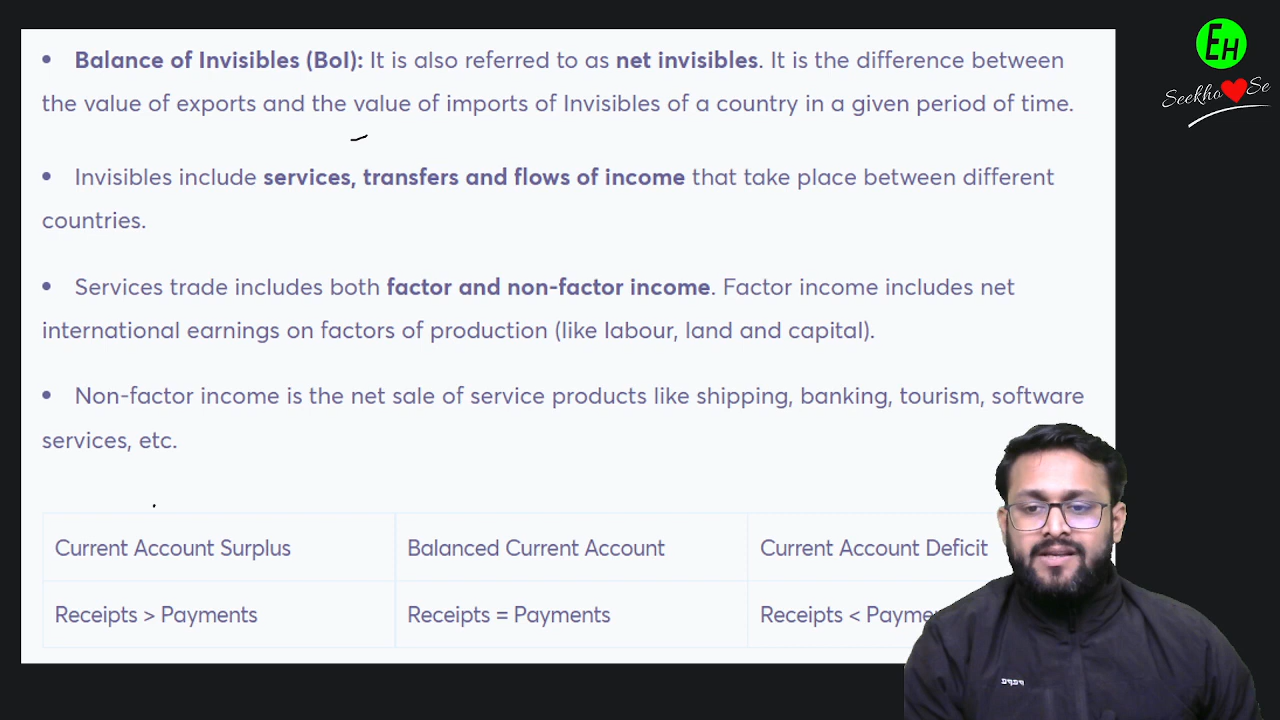 • Balance of Invisibles (BoI): It is also referred to as net invisibles. It is the difference between
the value of exports and the value of imports of Invisibles of a country in a given period of time.
• Invisibles include services, transfers and flows of income that take place between different
countries.
• Services trade includes both factor and non-factor income. Factor income includes net
international earnings on factors of production (like labour, land and capital).
• Non-factor income is the net sale of service products like shipping, banking, tourism, software
services, etc.
Current Account Surplus Balanced Current Account Current Account Deficit
Receipts > Payments Receipts = Payments Receipts <
EH
Seekho Se